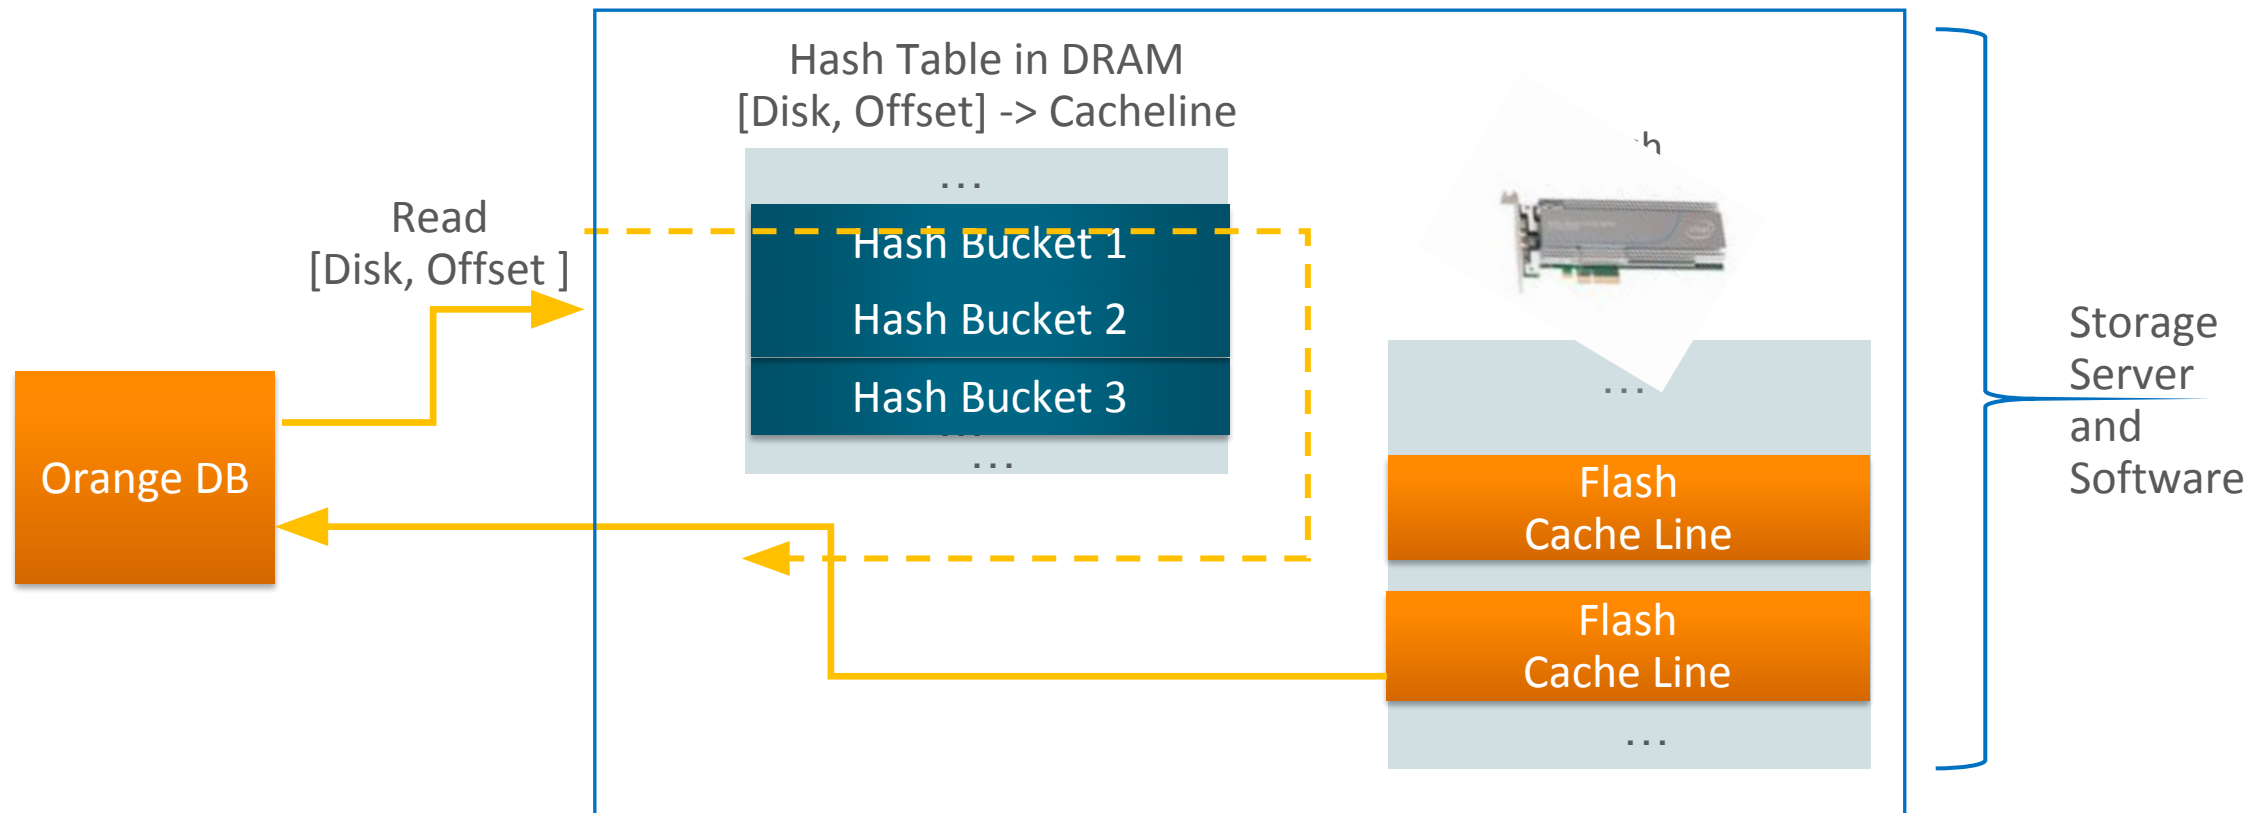 Hash Table in DRAM
[Disk, Offset] -> Cacheline
...
Read
[Disk, Offset ]
Hash Bucket 1
Hash Bucket 2
Hash Bucket 3
...
Orange DB
...
Flash
Cache Line
Flash
Cache Line
...
Storage
Server
and
Software